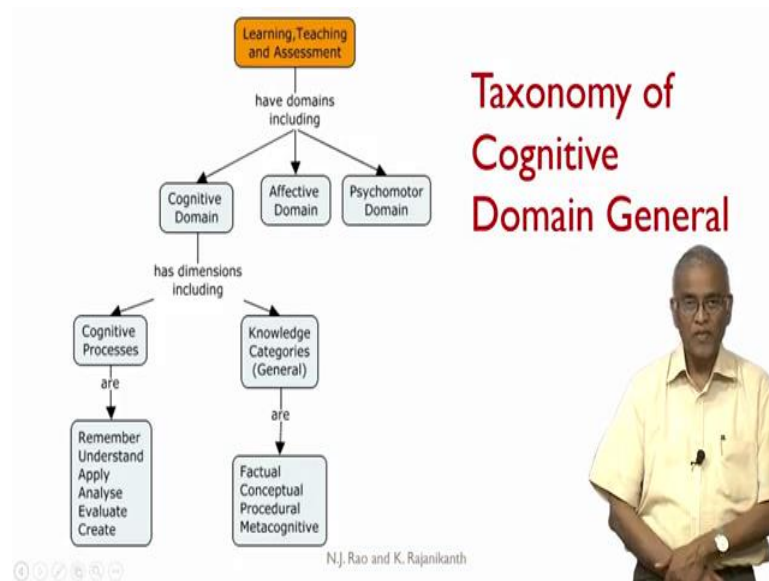 Learning,Teaching
and Assessment
Taxonomy of
Cognitive
Domain General
have domains
including
Cognitive
Domain
Affective
Domain
Psychomotor
Domain
has dimensions
including
Cognitive
Processes
Knowledge
Categories
(General)
are
are
Remember
Understand
Apply
Analyse
Evaluate
Create
Factual
Conceptual
Procedural
Metacognitive
N.J. Rao and K. Rajanikanth